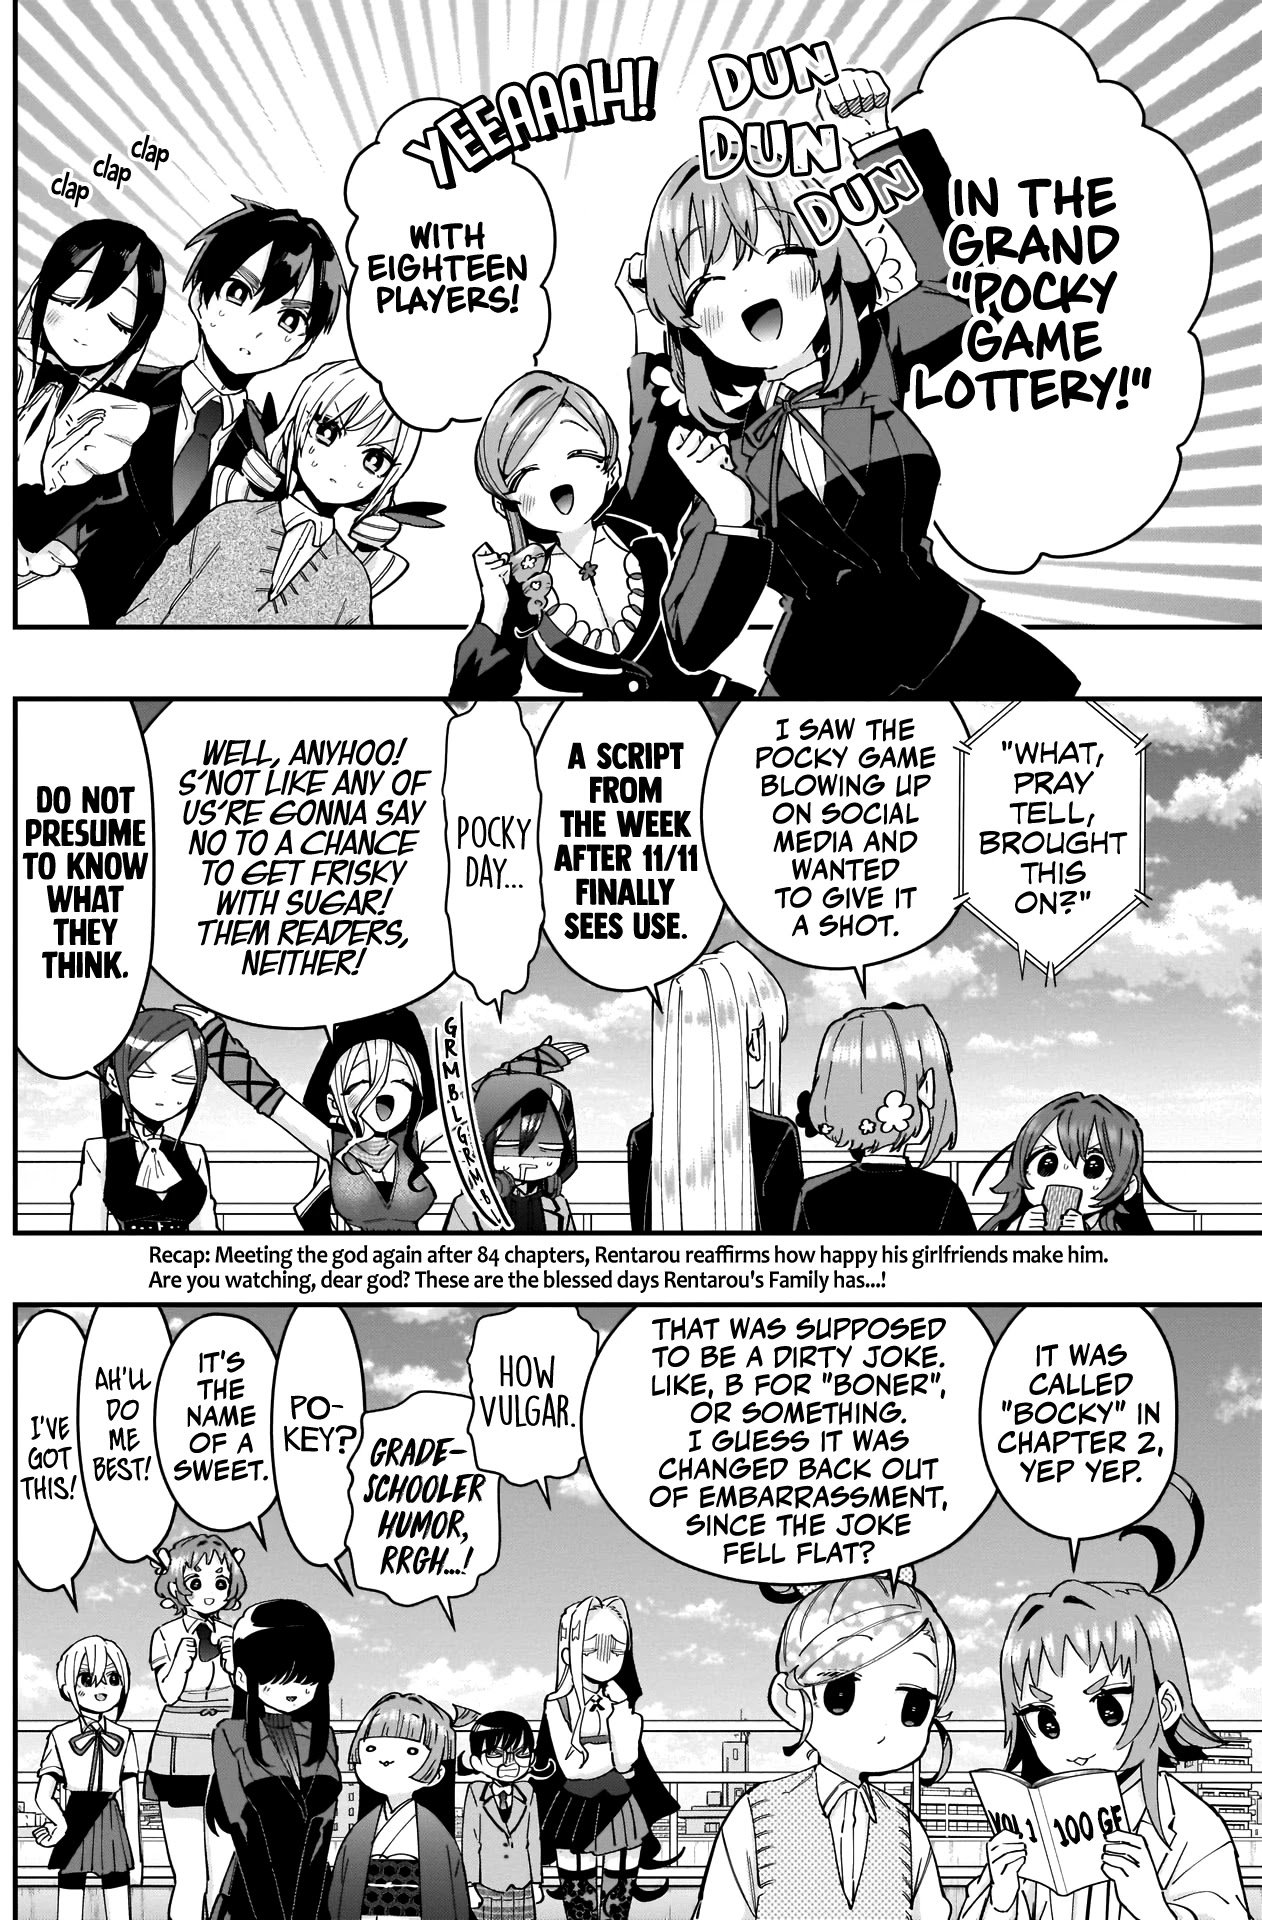 DUN
DUN
DUN
IN THE
GRAND
"POCKY
GAME
LOTTERY!"
YEEAAAH!!
WITH
EIGHTEEN
PLAYERS!
clap
clap
clap
"WHAT,
PRAY
TELL,
BROUGHT
THIS
ON?"
I SAW THE
POCKY GAME
BLOWING UP
ON SOCIAL
MEDIA AND
WANTED
TO GIVE IT
A SHOT.
A SCRIPT
FROM
THE WEEK
AFTER 11/11
FINALLY
SEES USE.
POCKY
DAY...
GRMBLGRMBL
WELL, ANYHOO!
S'NOT LIKE ANY OF
US'RE GONNA SAY
NO TO A CHANCE
TO GET FRISKY
WITH SUGAR!
THEM READERS,
NEITHER!
DO NOT
PRESUME
TO KNOW
WHAT
THEY
THINK.
Recap: Meeting the god again after 84 chapters, Rentarou reaffirms how happy his girlfriends make him.
Are you watching, dear god? These are the blessed days Rentarou's Family has...!
IT WAS
CALLED
"BOCKY" IN
CHAPTER 2,
YEP YEP.
VOL 1
100 GF
THAT WAS SUPPOSED
TO BE A DIRTY JOKE.
LIKE, B FOR "BONER",
OR SOMETHING.
I GUESS IT WAS
CHANGED BACK OUT
OF EMBARRASSMENT,
SINCE THE JOKE
FELL FLAT?
HOW
VULGAR.
GRADE-
SCHOOLER
HUMOR,
RRGH...!
PO-
KEY?
IT'S
THE
NAME
OF A
SWEET.
AH'LL
DO
ME
BEST!
I'VE
GOT
THIS!